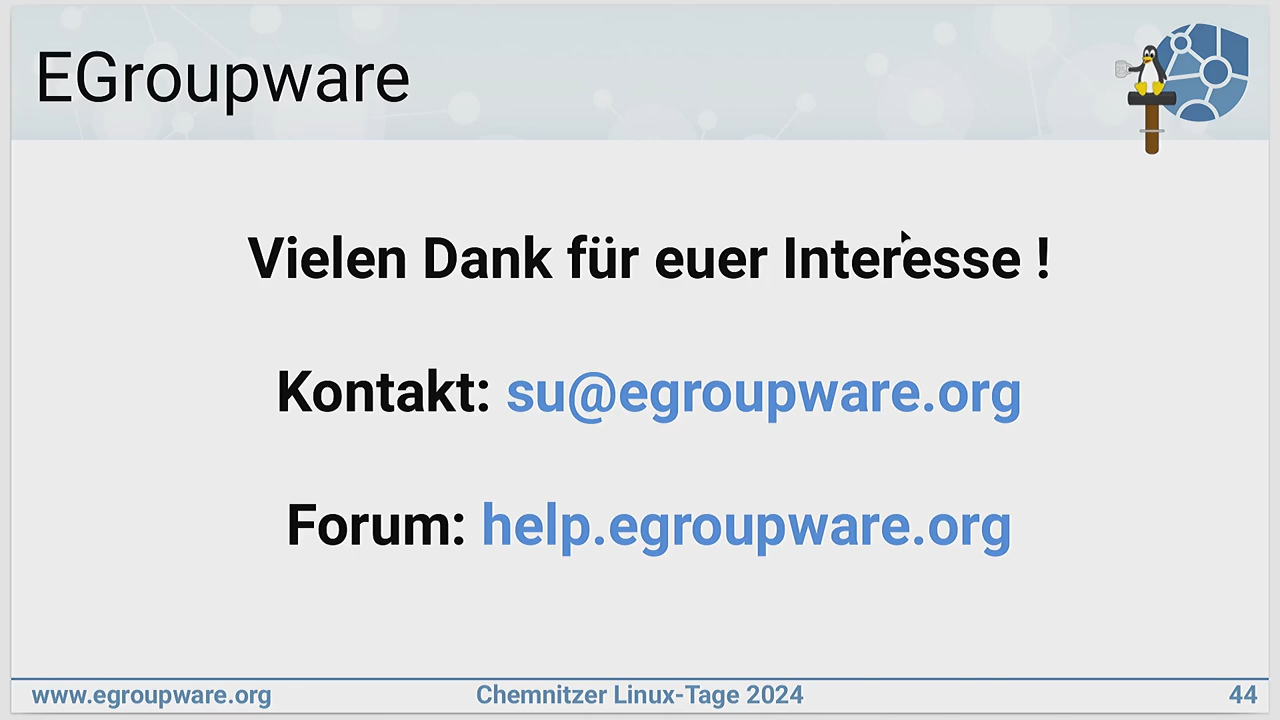 EGroupware
Vielen Dank für euer Interesse !
Kontakt: su@egroupware.org
Forum: help.egroupware.org
www.egroupware.org
Chemnitzer Linux-Tage 2024
44